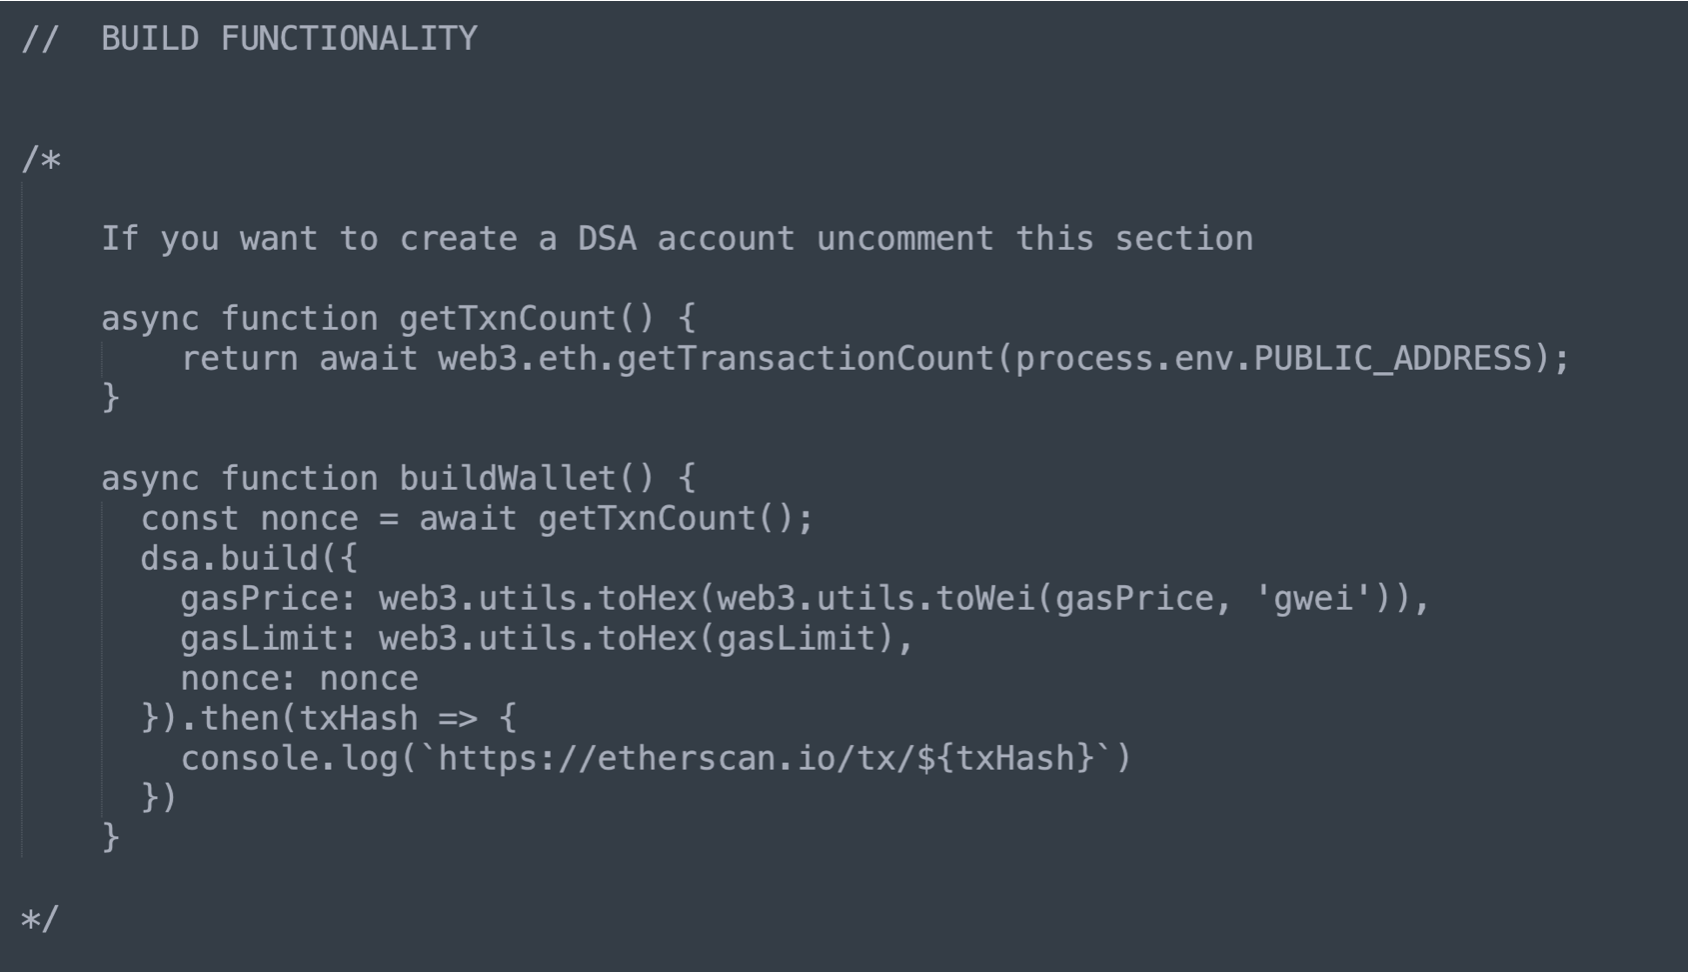 //  BUILD FUNCTIONALITY
/*
If you want to create a DSA account uncomment this section
async function getTxnCount() {
return await web3.eth.getTransactionCount(process.env.PUBLIC_ADDRESS);
}
async function buildWallet() {
const nonce = await getTxnCount();
dsa.build({
gasPrice: web3.utils.toHex(web3.utils.toWei(gasPrice, 'gwei')),
gasLimit: web3.utils.toHex(gasLimit),
nonce: nonce
}).then(txHash => {
console.log(`https://etherscan.io/tx/${txHash}`)
})
}
*/